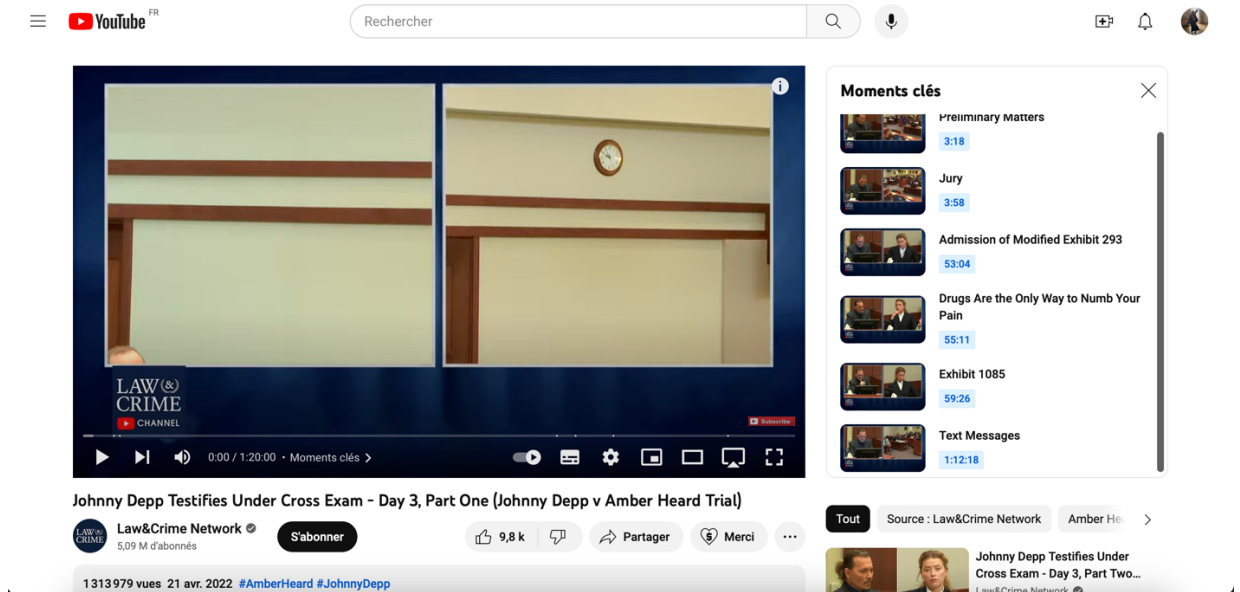 YouTube FR
Rechercher
LAW&
CRIME
CHANNEL
Subscribe
0:00 / 1:20:00 • Moments clés
Johnny Depp Testifies Under Cross Exam - Day 3, Part One (Johnny Depp v Amber Heard Trial)
LAW&
CRIME
Law&Crime Network
5,09 M d'abonnés
S'abonner
9,8 k
Partager
Merci
1 313 979 vues 21 avr. 2022 #AmberHeard #JohnnyDepp
Moments clés
Preliminary Matters
3:18
Jury
3:58
Admission of Modified Exhibit 293
53:04
Drugs Are the Only Way to Numb Your
Pain
55:11
Exhibit 1085
59:26
Text Messages
1:12:18
Tout
Source : Law&Crime Network
Amber He
Johnny Depp Testifies Under
Cross Exam - Day 3, Part Two...
Law&Crime Network